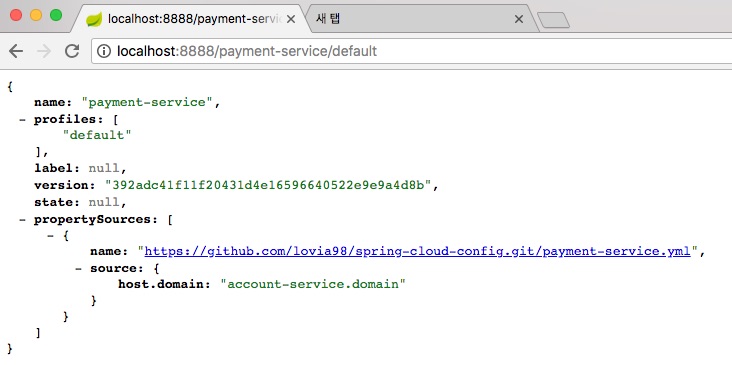 localhost:8888/payment-servic
새 탭
localhost:8888/payment-service/default
{
name: "payment-service",
- profiles: [
"default"
],
label: null,
version: "392adc41f11f20431d4e16596640522e9e9a4d8b",
state: null,
- propertySources: [
- {
name: "https://github.com/lovia98/spring-cloud-config.git/payment-service.yml",
- source: {
host.domain: "account-service.domain"
}
}
]
}